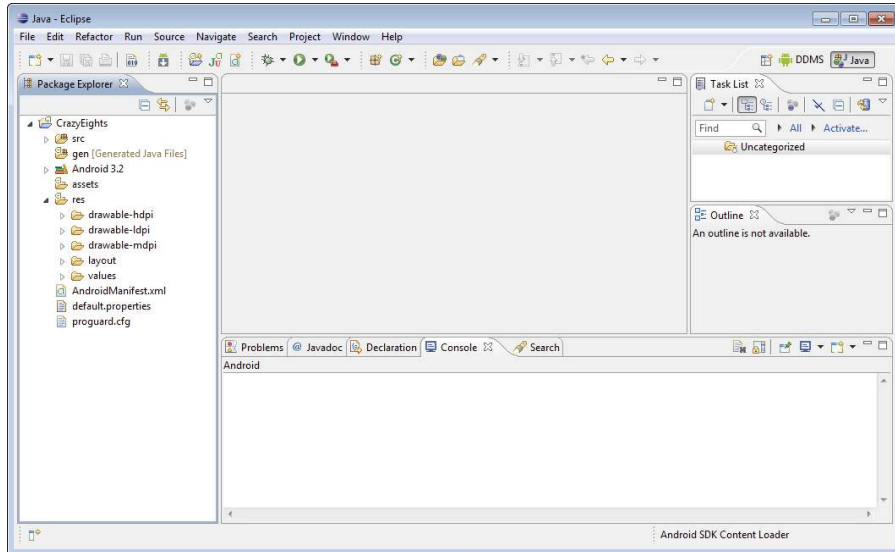 Java - Eclipse
File Edit Refactor Run Source Navigate Search Project Window Help
DDMS Java
Package Explorer
CrazyEights
src
gen [Generated Java Files]
Android 3.2
assets
res
drawable-hdpi
drawable-ldpi
drawable-mdpi
layout
values
AndroidManifest.xml
default.properties
proguard.cfg
Task List
Find All Activate...
Uncategorized
Outline
An outline is not available.
Problems @ Javadoc Declaration Console Search
Android
Android SDK Content Loader